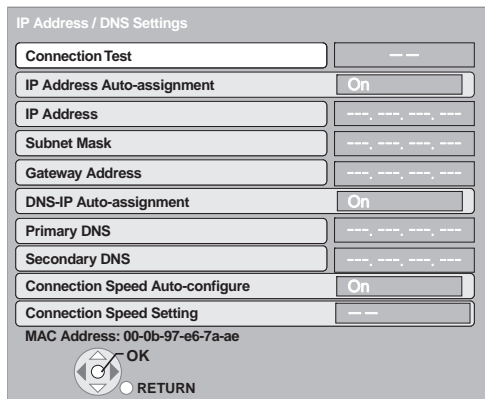 IP Address / DNS Settings
Connection Test — —
IP Address Auto-assignment On
IP Address ---. ---. ---. ---
Subnet Mask ---. ---. ---. ---
Gateway Address ---. ---. ---. ---
DNS-IP Auto-assignment On
Primary DNS ---. ---. ---. ---
Secondary DNS ---. ---. ---. ---
Connection Speed Auto-configure On
Connection Speed Setting — —
MAC Address: 00-0b-97-e6-7a-ae
OK
RETURN